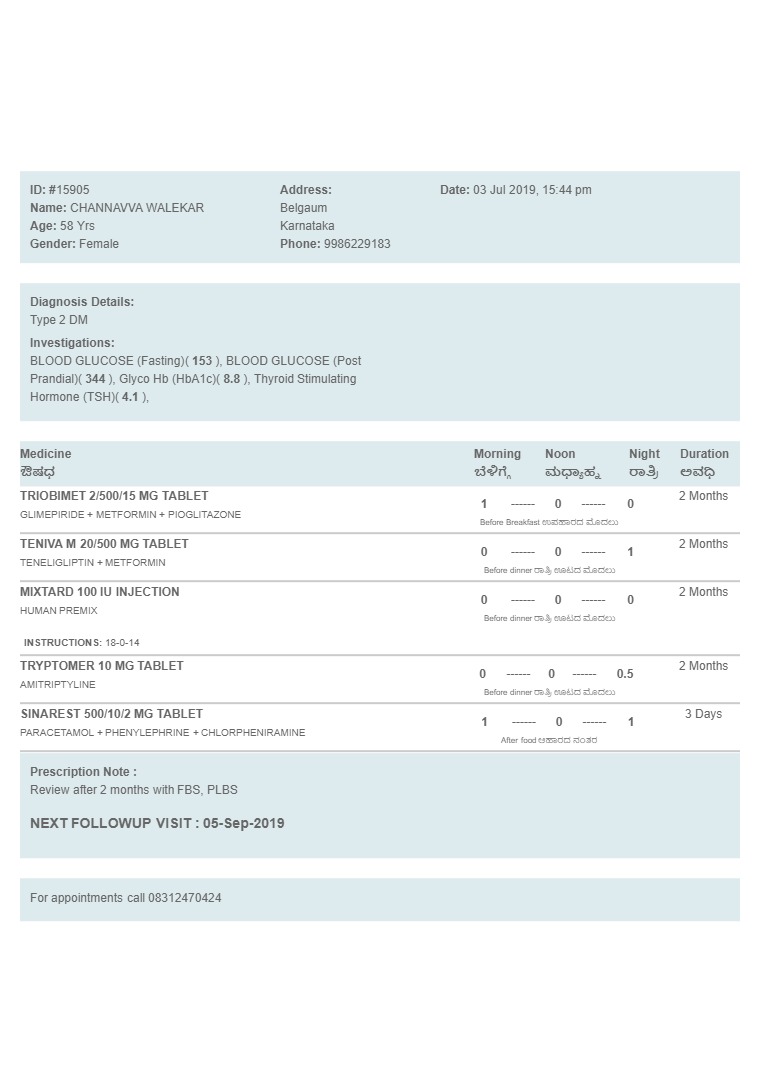 ID: #15905
Name: CHANNAVVA WALEKAR
Age: 58 Yrs
Gender: Female
Address:
Belgaum
Karnataka
Phone: 9986229183
Date: 03 Jul 2019, 15:44 pm
Diagnosis Details:
Type 2 DM
Investigations:
BLOOD GLUCOSE (Fasting)( 153 ), BLOOD GLUCOSE (Post
Prandial)( 344 ), Glyco Hb (HbA1c)( 8.8 ), Thyroid Stimulating
Hormone (TSH)( 4.1 ),
Medicine Morning Noon Night Duration
ಔಷಧ ಬೆಳಿಗ್ಗೆ ಮಧ್ಯಾಹ್ನ ರಾತ್ರಿ ಅವಧಿ
TRIOBIMET 2/500/15 MG TABLET 2 Months
1 ------ 0 ------ 0
GLIMEPIRIDE + METFORMIN + PIOGLITAZONE
Before Breakfast ಉಪಹಾರದ ಮೊದಲು
TENIVA M 20/500 MG TABLET 2 Months
0 ------ 0 ------ 1
TENELIGLIPTIN + METFORMIN
Before dinner ರಾತ್ರಿ ಊಟದ ಮೊದಲು
MIXTARD 100 IU INJECTION 2 Months
0 ------ 0 ------ 0
HUMAN PREMIX
Before dinner ರಾತ್ರಿ ಊಟದ ಮೊದಲು
INSTRUCTIONS: 18-0-14
TRYPTOMER 10 MG TABLET 2 Months
0 ------ 0 ------ 0.5
AMITRIPTYLINE
Before dinner ರಾತ್ರಿ ಊಟದ ಮೊದಲು
SINAREST 500/10/2 MG TABLET 3 Days
1 ------ 0 ------ 1
PARACETAMOL + PHENYLEPHRINE + CHLORPHENIRAMINE
After food ಆಹಾರದ ನಂತರ
Prescription Note :
Review after 2 months with FBS, PLBS
NEXT FOLLOWUP VISIT : 05-Sep-2019
For appointments call 08312470424